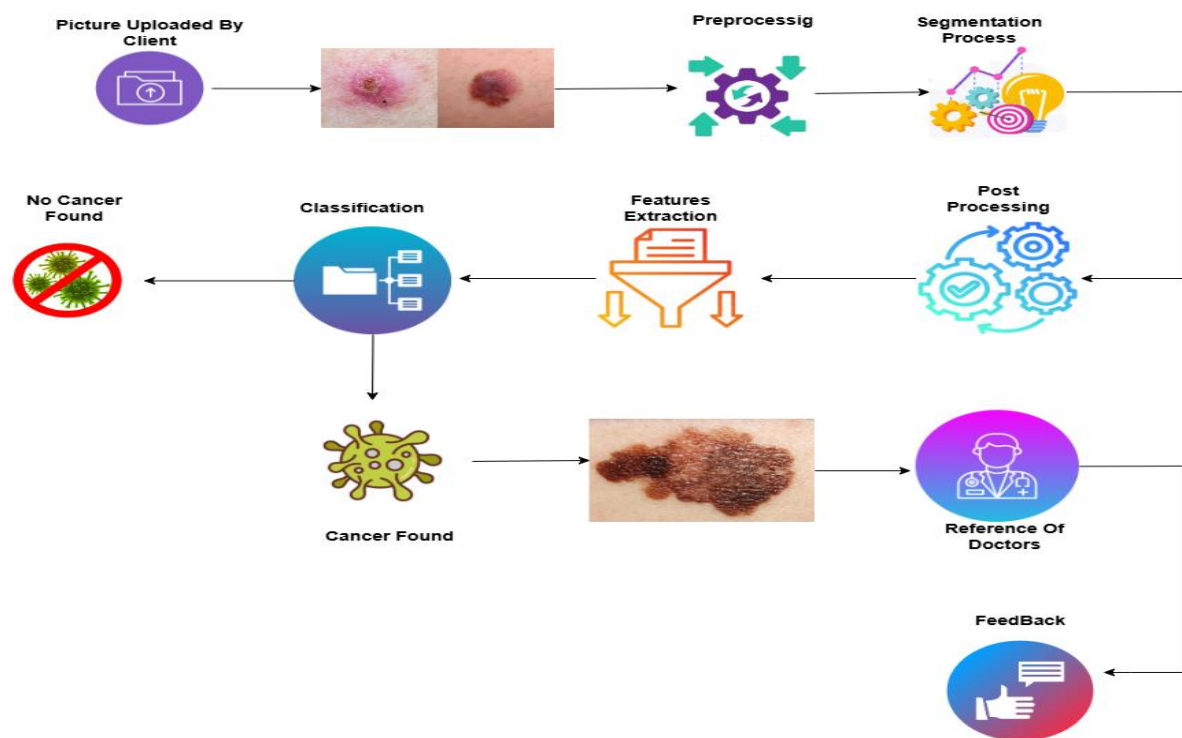 Picture Uploaded By
Client
Preprocessig
Segmentation
Process
No Cancer
Found
Classification
Features
Extraction
Post
Processing
Cancer Found
Reference Of
Doctors
FeedBack